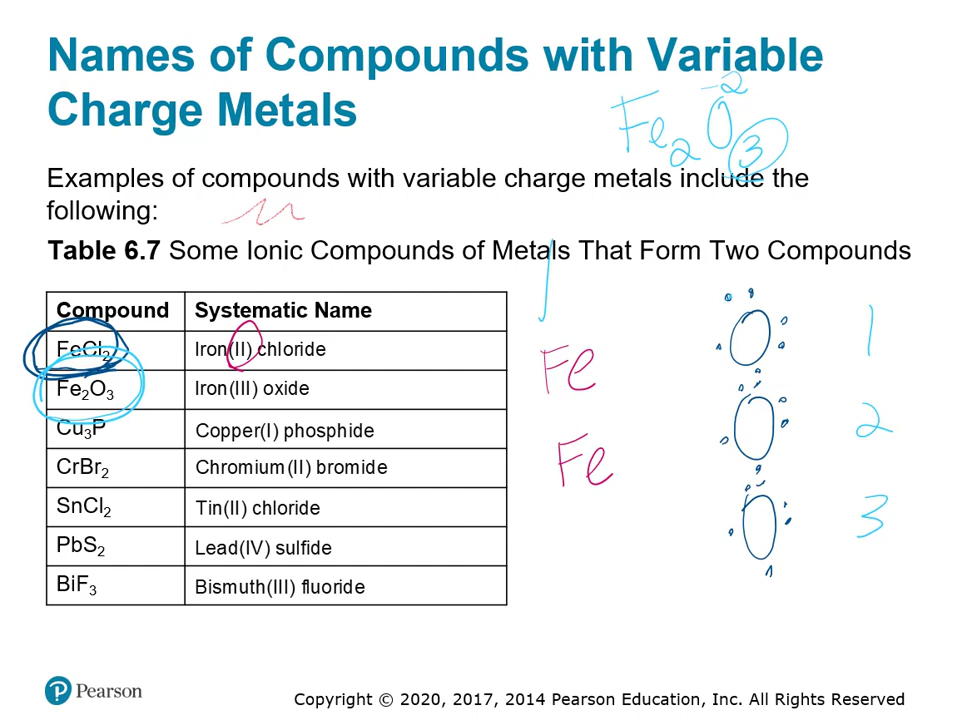 Names of Compounds with Variable
Charge Metals
-2
Fe₂O₃
Examples of compounds with variable charge metals include the
following:
Table 6.7 Some Ionic Compounds of Metals That Form Two Compounds
Compound Systematic Name
FeCl₂ Iron(II) chloride
Fe₂O₃ Iron(III) oxide
Cu₃P Copper(I) phosphide
CrBr₂ Chromium(II) bromide
SnCl₂ Tin(II) chloride
PbS₂ Lead(IV) sulfide
BiF₃ Bismuth(III) fluoride
Fe
Fe
1
2
3
Pearson
Copyright © 2020, 2017, 2014 Pearson Education, Inc. All Rights Reserved